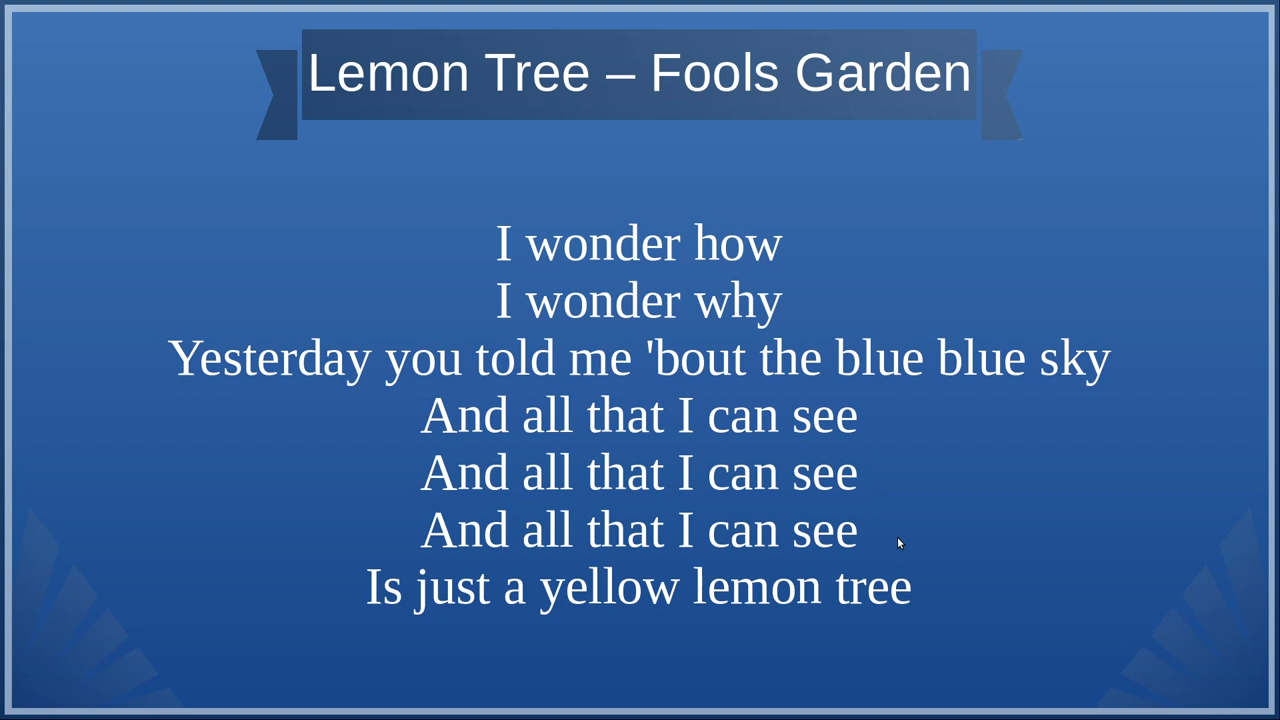 Lemon Tree – Fools Garden
I wonder how
I wonder why
Yesterday you told me 'bout the blue blue sky
And all that I can see
And all that I can see
And all that I can see
Is just a yellow lemon tree